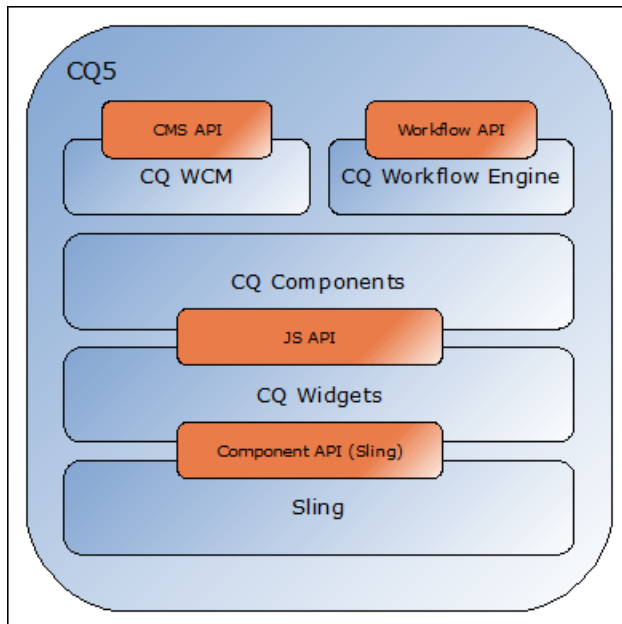 CQ5
CMS API
Workflow API
CQ WCM
CQ Workflow Engine
CQ Components
JS API
CQ Widgets
Component API (Sling)
Sling